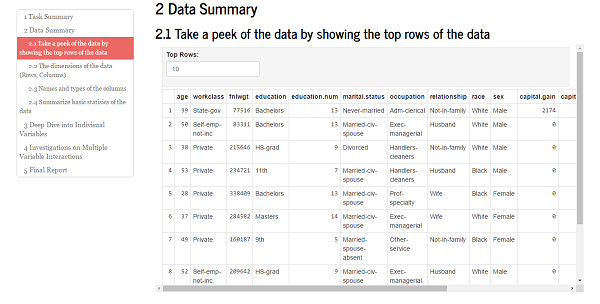 1 Task Summary
2 Data Summary
2.1 Take a peek of the data by
showing the top rows of the data
2.2 The dimensions of the data
(Rows, Columns)
2.3 Names and types of the columns
2.4 Summarize basic statisics of the
data
3 Deep Dive into Indivisual
Variables
4 Investigations on Multiple
Variable Interactions
5 Final Report
2 Data Summary
2.1 Take a peek of the data by showing the top rows of the data
Top Rows:
10
age workclass fnlwgt education education.num marital.status occupation relationship race sex capital.gain capit
1 39 State-gov 77516 Bachelors 13 Never-married Adm-clerical Not-in-family White Male 2174
2 50 Self-emp- 83311 Bachelors 13 Married-civ- Exec- Husband White Male 0
not-inc spouse managerial
3 38 Private 215646 HS-grad 9 Divorced Handlers- Not-in-family White Male 0
cleaners
4 53 Private 234721 11th 7 Married-civ- Handlers- Husband Black Male 0
spouse cleaners
5 28 Private 338409 Bachelors 13 Married-civ- Prof- Wife Black Female 0
spouse specialty
6 37 Private 284582 Masters 14 Married-civ- Exec- Wife White Female 0
spouse managerial
7 49 Private 160187 9th 5 Married- Other- Not-in-family Black Female 0
spouse- service
absent
8 52 Self-emp- 209642 HS-grad 9 Married-civ- Exec- Husband White Male 0
not-inc spouse managerial